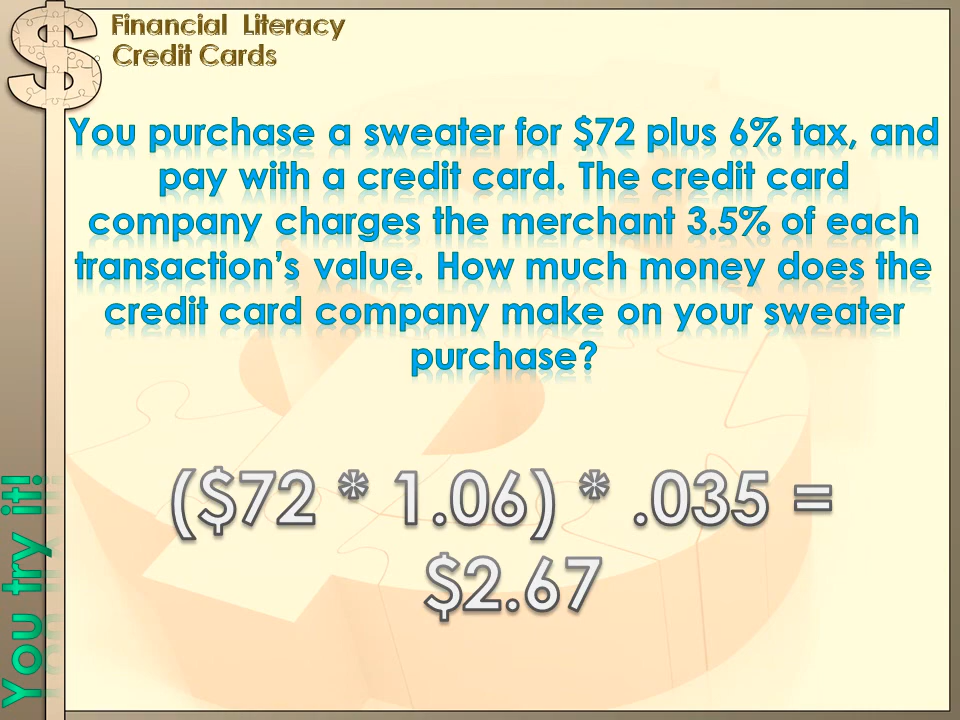 Financial Literacy
Credit Cards
You purchase a sweater for $72 plus 6% tax, and
pay with a credit card. The credit card
company charges the merchant 3.5% of each
transaction’s value. How much money does the
credit card company make on your sweater
purchase?
($72 * 1.06) * .035 =
$2.67
You try it!